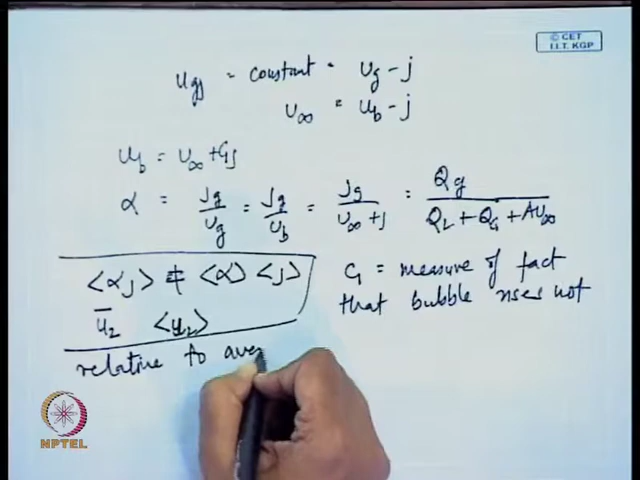 © CET
I.I.T. KGP
u_gj = constant = u_g - j
u_∞ = u_b - j
u_b = u_∞ + C_1 j
α = j_g / u_g = j_g / u_b = j_g / (u_∞ + j) = Q_g / (Q_L + Q_G + A u_∞)
<αj> ≠ <α> <j>
ū_2 <u_2>
C_1 = measure of fact
that bubble rises not
relative to ave
NPTEL